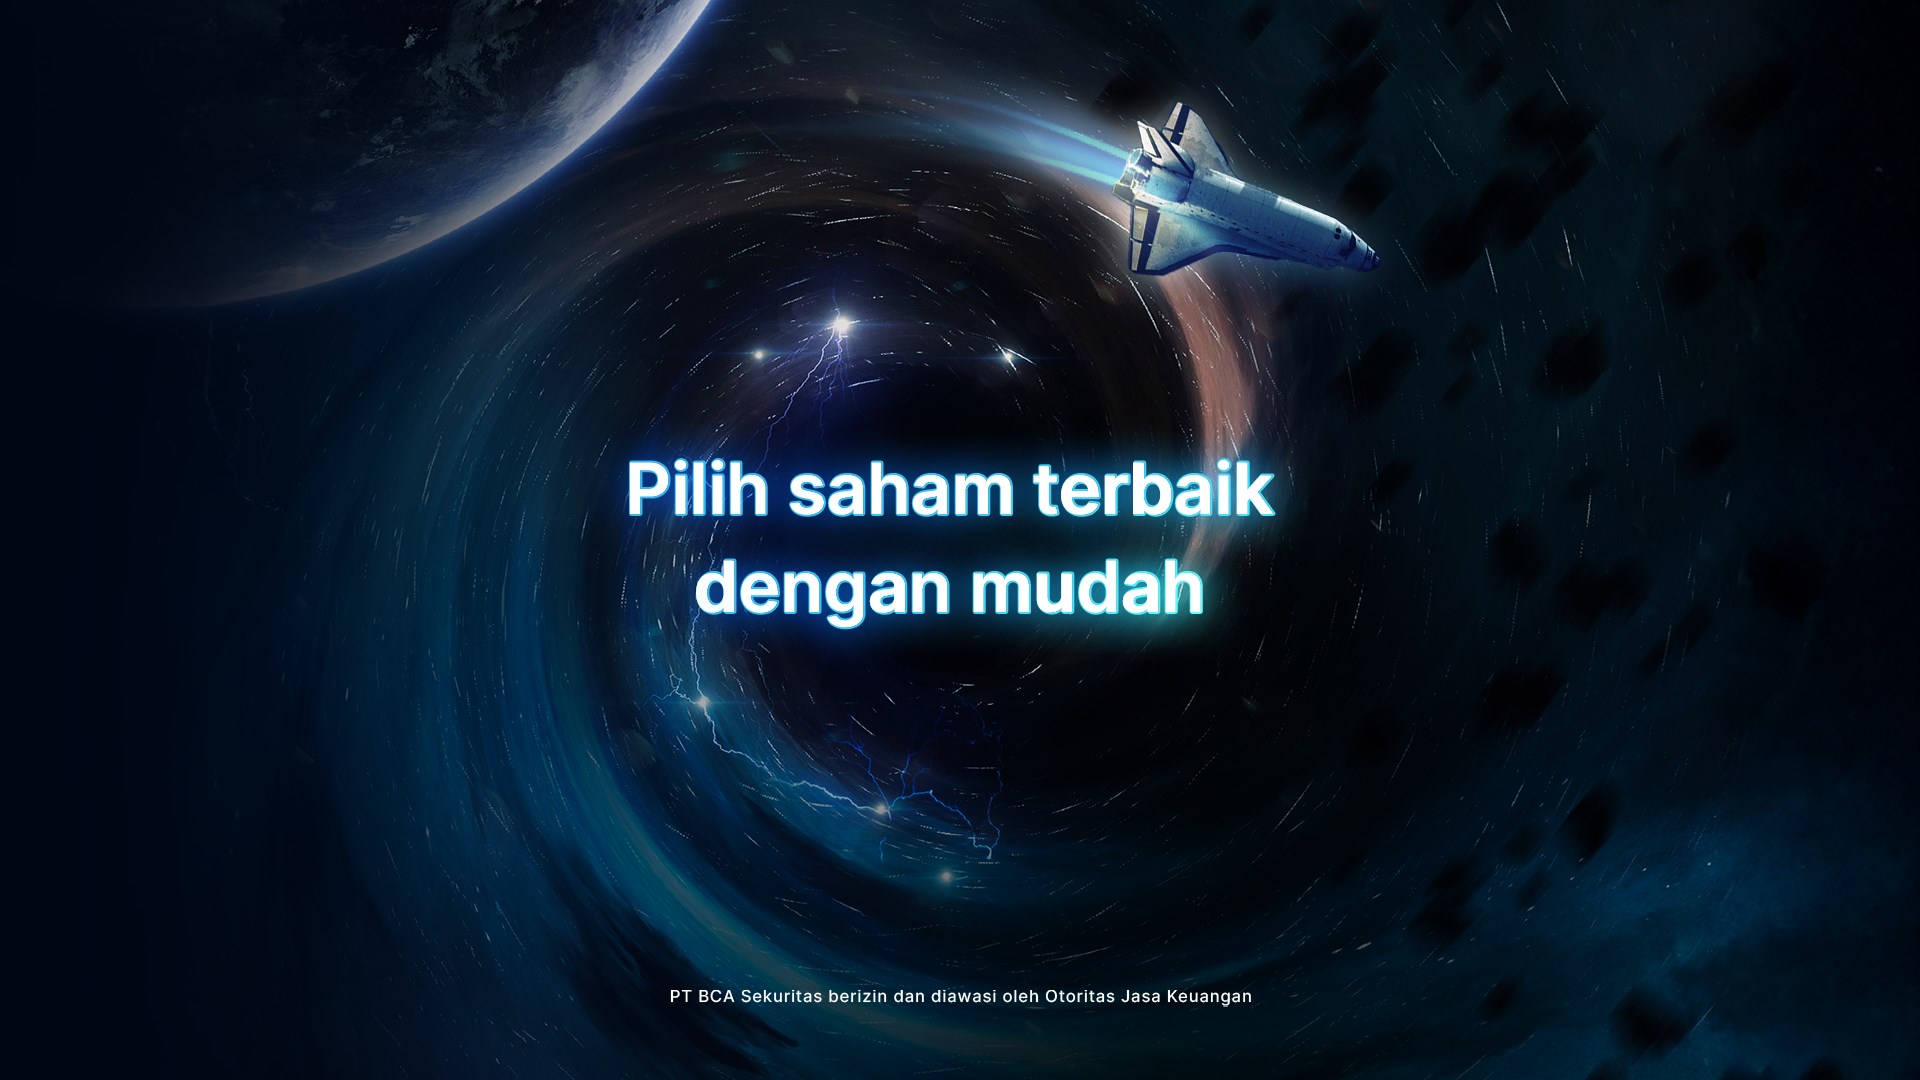 Pilih saham terbaik
dengan mudah
PT BCA Sekuritas berizin dan diawasi oleh Otoritas Jasa Keuangan